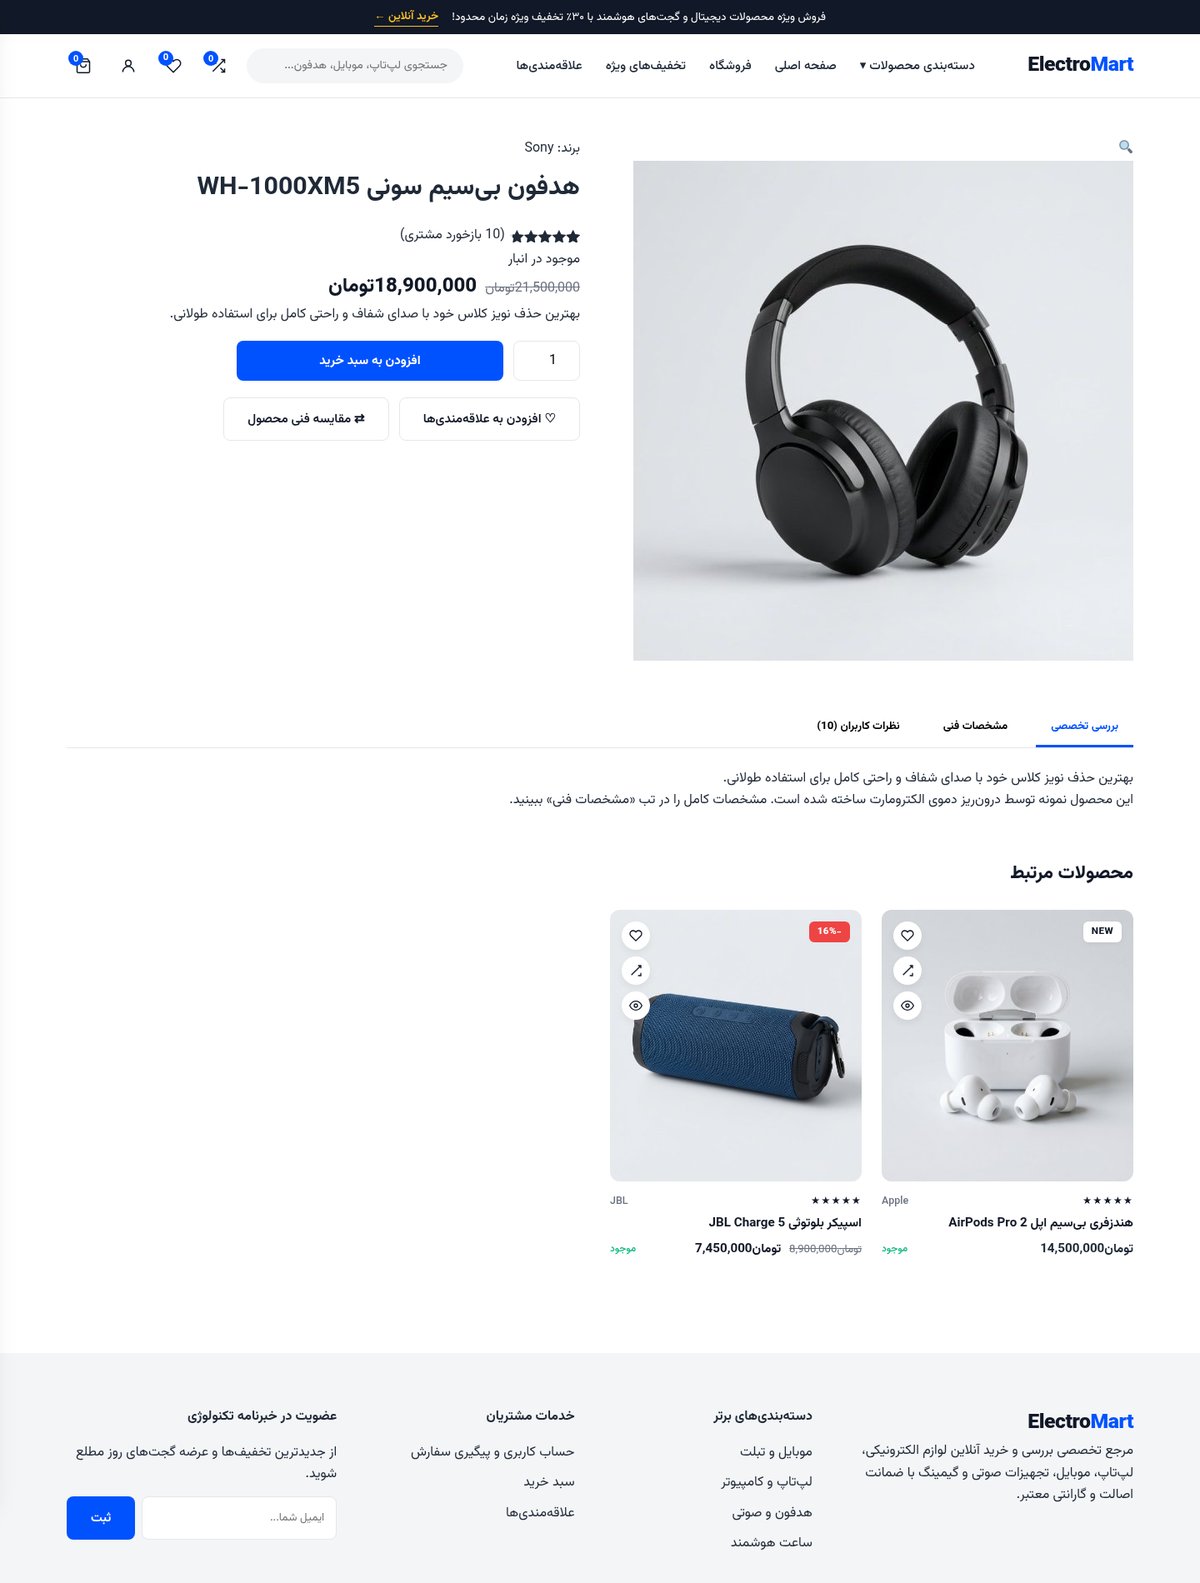 فروش ویژه محصولات دیجیتال و گجت‌های هوشمند با ۳۰٪ تخفیف ویژه زمان محدود! خرید آنلاین ←
ElectroMart
دسته‌بندی محصولات ▾
صفحه اصلی
فروشگاه
تخفیف‌های ویژه
علاقه‌مندی‌ها
جستجوی لپ‌تاپ، موبایل، هدفون...
0
0
0
برند: Sony
هدفون بی‌سیم سونی WH-1000XM5
★★★★★ (10 بازخورد مشتری)
موجود در انبار
21,500,000تومان 18,900,000تومان
بهترین حذف نویز کلاس خود با صدای شفاف و راحتی کامل برای استفاده طولانی.
1
افزودن به سبد خرید
♡ افزودن به علاقه‌مندی‌ها
⇄ مقایسه فنی محصول
بررسی تخصصی
مشخصات فنی
نظرات کاربران (10)
بهترین حذف نویز کلاس خود با صدای شفاف و راحتی کامل برای استفاده طولانی.
این محصول نمونه توسط درون‌ریز دموی الکترومارت ساخته شده است. مشخصات کامل را در تب «مشخصات فنی» ببینید.
محصولات مرتبط
NEW
★★★★★ Apple
هندزفری بی‌سیم اپل AirPods Pro 2
تومان14,500,000 موجود
-16%
★★★★★ JBL
اسپیکر بلوتوثی JBL Charge 5
تومان8,900,000 تومان7,450,000 موجود
ElectroMart
مرجع تخصصی بررسی و خرید آنلاین لوازم الکترونیکی،
لپ‌تاپ، موبایل، تجهیزات صوتی و گیمینگ با ضمانت
اصالت و گارانتی معتبر.
دسته‌بندی‌های برتر
موبایل و تبلت
لپ‌تاپ و کامپیوتر
هدفون و صوتی
ساعت هوشمند
خدمات مشتریان
حساب کاربری و پیگیری سفارش
سبد خرید
علاقه‌مندی‌ها
عضویت در خبرنامه تکنولوژی
از جدیدترین تخفیف‌ها و عرضه گجت‌های روز مطلع
شوید.
ایمیل شما...
ثبت